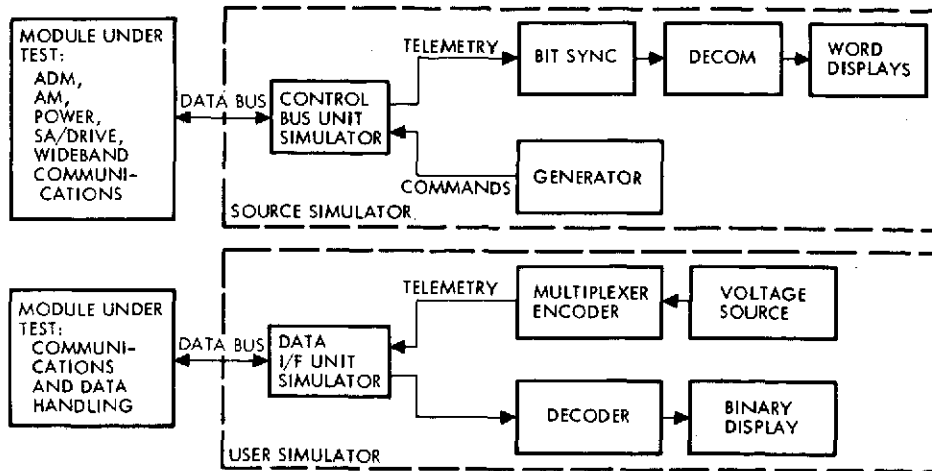 MODULE UNDER
TEST:
ADM,
AM,
POWER,
SA/DRIVE,
WIDEBAND
COMMUNI-
CATIONS
DATA BUS
CONTROL
BUS UNIT
SIMULATOR
TELEMETRY
BIT SYNC
DECOM
WORD
DISPLAYS
COMMANDS
GENERATOR
SOURCE SIMULATOR
MODULE UNDER
TEST:
COMMUNI-
CATIONS
AND DATA
HANDLING
DATA BUS
DATA
I/F UNIT
SIMULATOR
TELEMETRY
MULTIPLEXER
ENCODER
VOLTAGE
SOURCE
DECODER
BINARY
DISPLAY
USER SIMULATOR